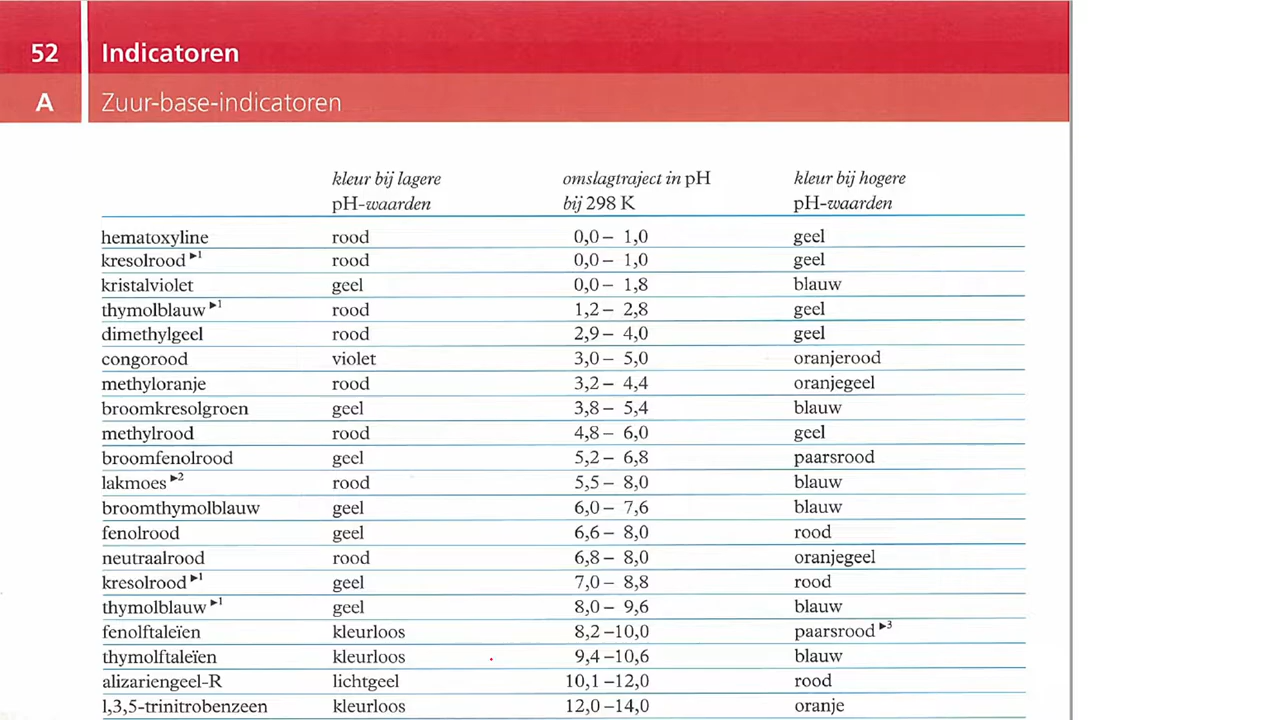 52 Indicatoren
A Zuur-base-indicatoren
kleur bij lagere omslagtraject in pH kleur bij hogere
pH-waarden bij 298 K pH-waarden
hematoxyline rood 0,0– 1,0 geel
kresolrood ▸1 rood 0,0– 1,0 geel
kristalviolet geel 0,0– 1,8 blauw
thymolblauw ▸1 rood 1,2– 2,8 geel
dimethylgeel rood 2,9– 4,0 geel
congorood violet 3,0– 5,0 oranjerood
methyloranje rood 3,2– 4,4 oranjegeel
broomkresolgroen geel 3,8– 5,4 blauw
methylrood rood 4,8– 6,0 geel
broomfenolrood geel 5,2– 6,8 paarsrood
lakmoes ▸2 rood 5,5– 8,0 blauw
broomthymolblauw geel 6,0– 7,6 blauw
fenolrood geel 6,6– 8,0 rood
neutraalrood rood 6,8– 8,0 oranjegeel
kresolrood ▸1 geel 7,0– 8,8 rood
thymolblauw ▸1 geel 8,0– 9,6 blauw
fenolftaleïen kleurloos 8,2–10,0 paarsrood ▸3
thymolftaleïen kleurloos 9,4–10,6 blauw
alizariengeel-R lichtgeel 10,1–12,0 rood
1,3,5-trinitrobenzeen kleurloos 12,0–14,0 oranje